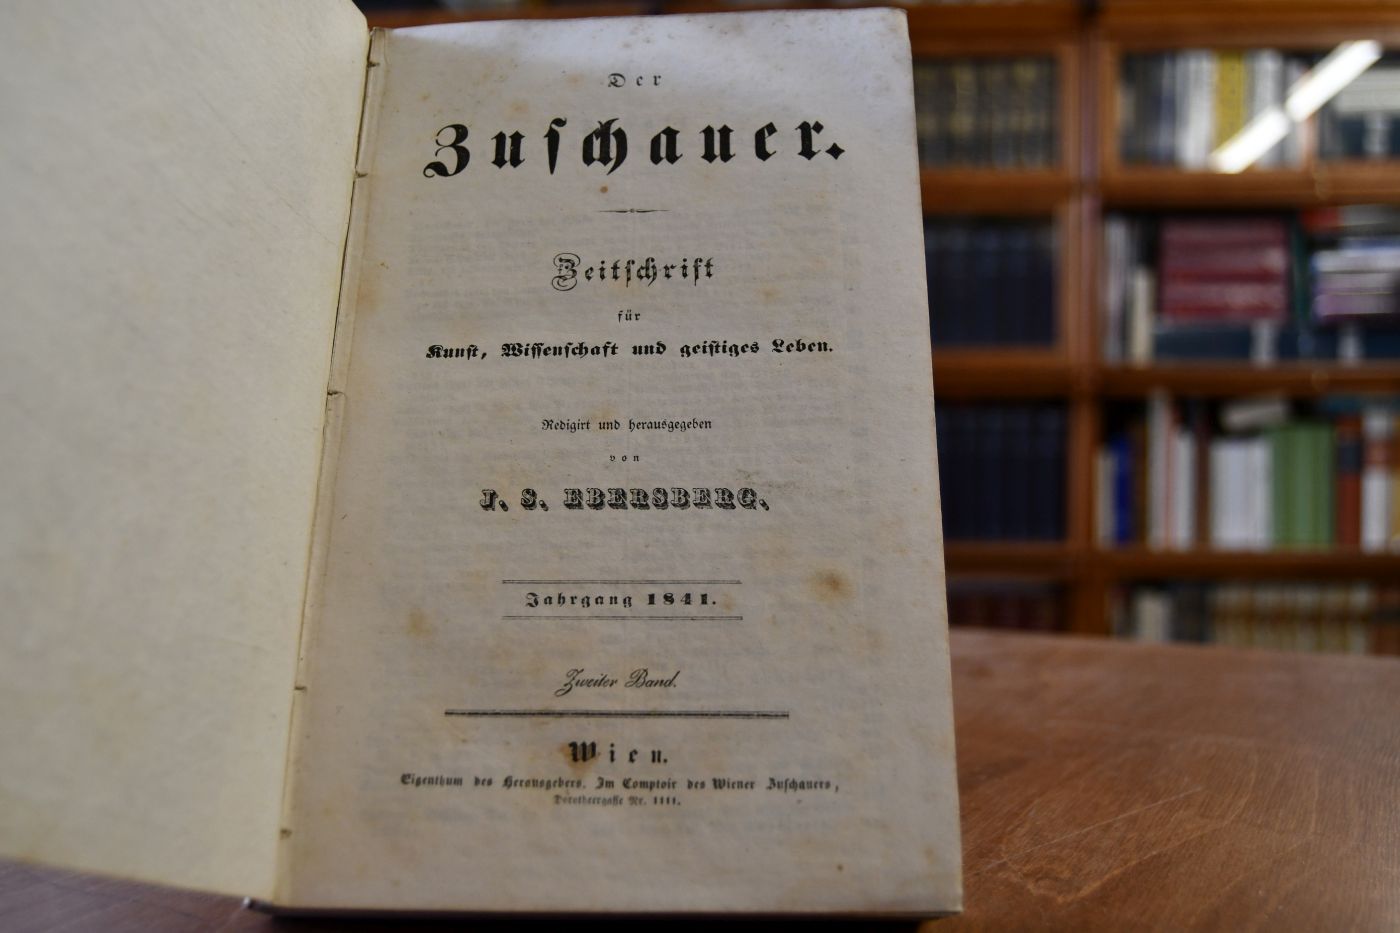 Der
Zuschauer.
Zeitschrift
für
Kunst, Wissenschaft und geistiges Leben.
Redigirt und herausgegeben
von
J. S. EBERSBERG.
Jahrgang 1841.
Zweiter Band.
Wien.
Eigenthum des Herausgebers. Im Comptoir des Wiener Zuschauers,
Dorotheergasse Nr. 1111.